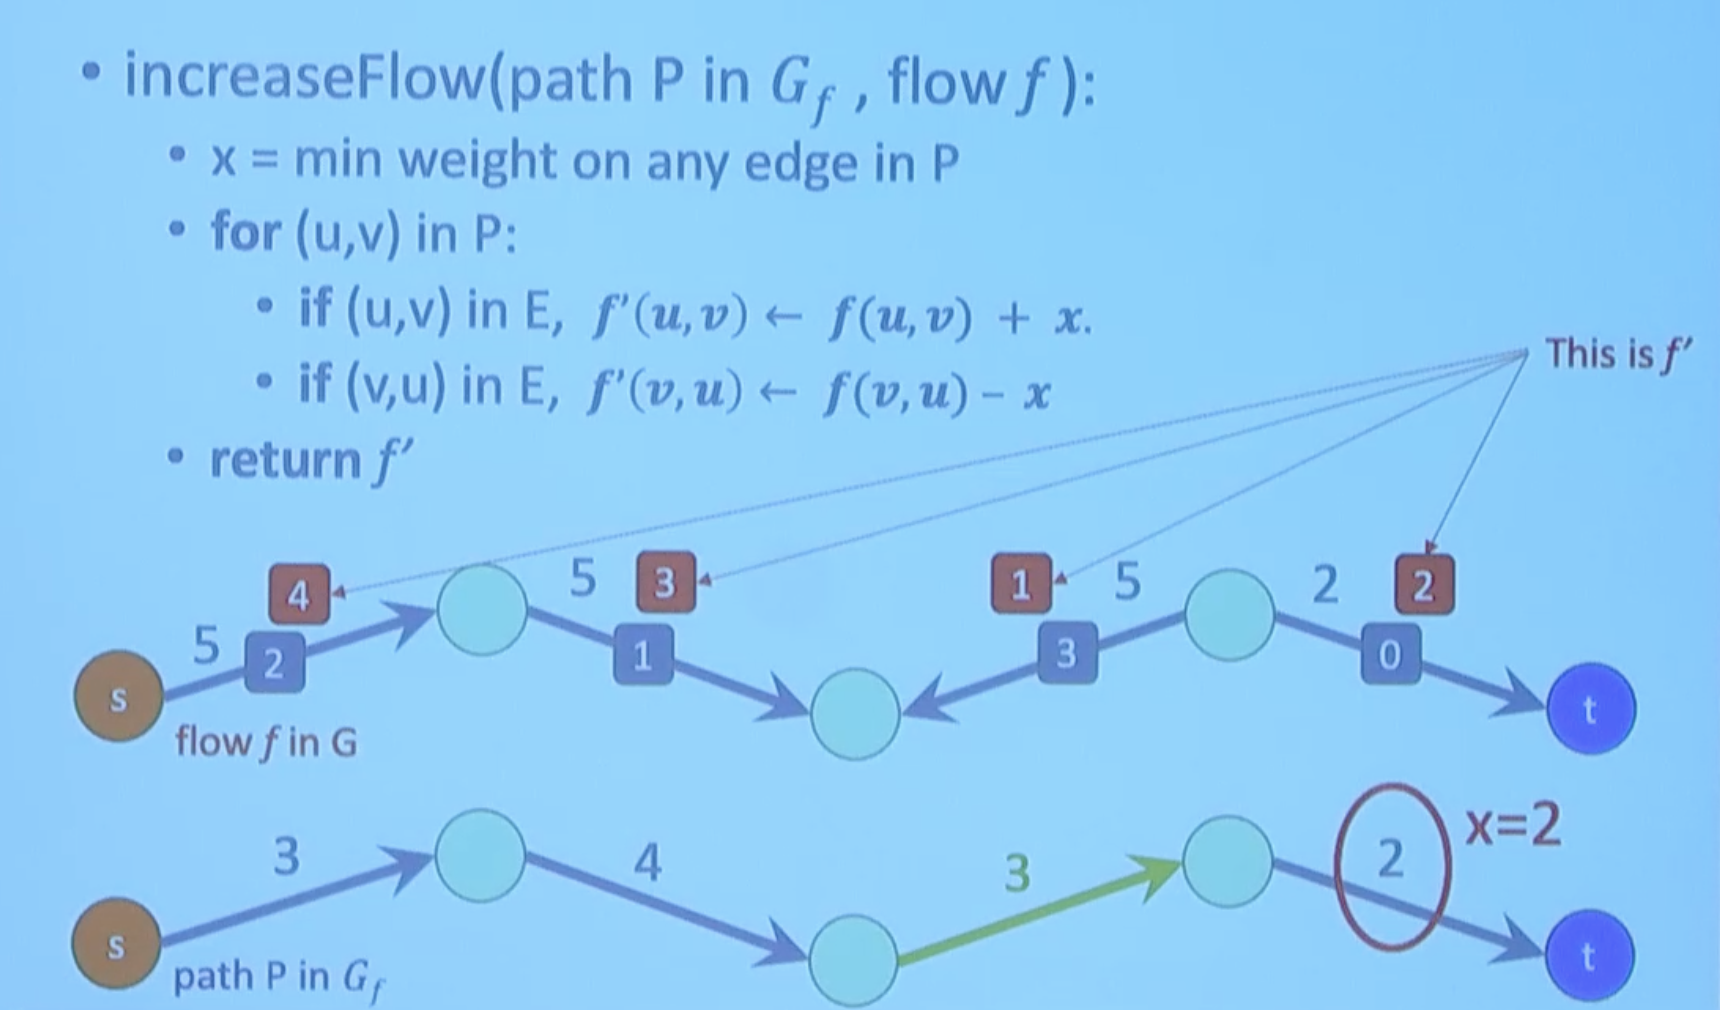 • increaseFlow(path P in G_f , flow f ):
• x = min weight on any edge in P
• for (u,v) in P:
• if (u,v) in E, f'(u,v) ← f(u,v) + x.
• if (v,u) in E, f'(v,u) ← f(v,u) – x
• return f'
This is f'
4 5 3 1 5 2 2
5 2 1 3 0
s t
flow f in G
3 4 3 2 x=2
s t
path P in G_f